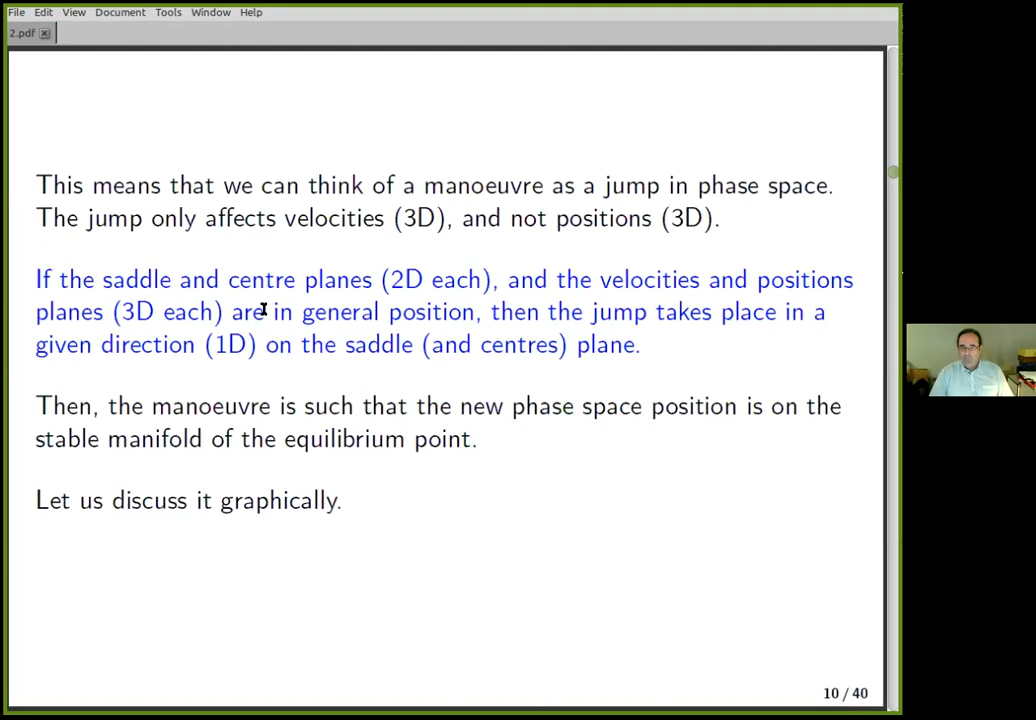 File Edit View Document Tools Window Help
2.pdf
This means that we can think of a manoeuvre as a jump in phase space.
The jump only affects velocities (3D), and not positions (3D).
If the saddle and centre planes (2D each), and the velocities and positions
planes (3D each) are in general position, then the jump takes place in a
given direction (1D) on the saddle (and centres) plane.
Then, the manoeuvre is such that the new phase space position is on the
stable manifold of the equilibrium point.
Let us discuss it graphically.
10 / 40